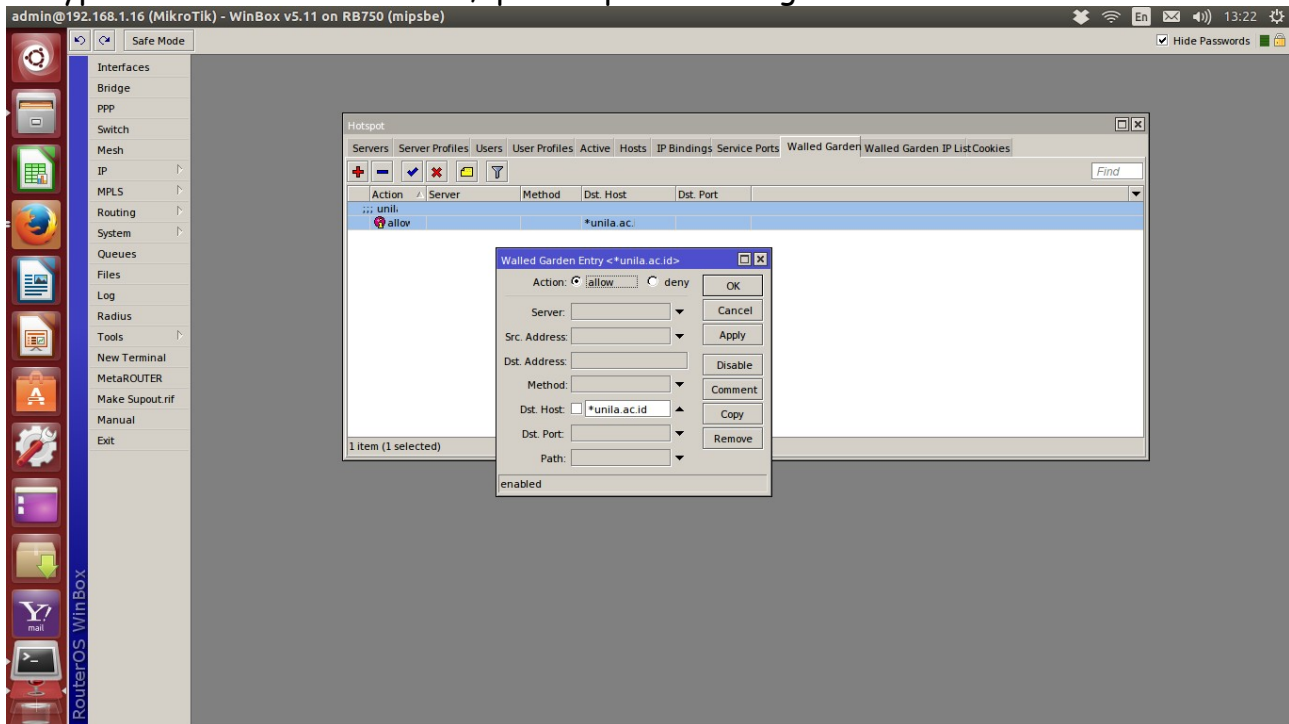 admin@192.168.1.16 (MikroTik) - WinBox v5.11 on RB750 (mipsbe)
En
13:22
Safe Mode
Hide Passwords
Interfaces
Bridge
PPP
Switch
Mesh
IP
MPLS
Routing
System
Queues
Files
Log
Radius
Tools
New Terminal
MetaROUTER
Make Supout.rif
Manual
Exit
RouterOS WinBox
Y!
mail
>_
Hotspot
Servers Server Profiles Users User Profiles Active Hosts IP Bindings Service Ports Walled Garden Walled Garden IP List Cookies
Find
Action Server Method Dst. Host Dst. Port
;;; unil
allow *unila.ac.
1 item (1 selected)
Walled Garden Entry <*unila.ac.id>
Action: allow deny
Server:
Src. Address:
Dst. Address:
Method:
Dst. Host: *unila.ac.id
Dst. Port:
Path:
OK
Cancel
Apply
Disable
Comment
Copy
Remove
enabled